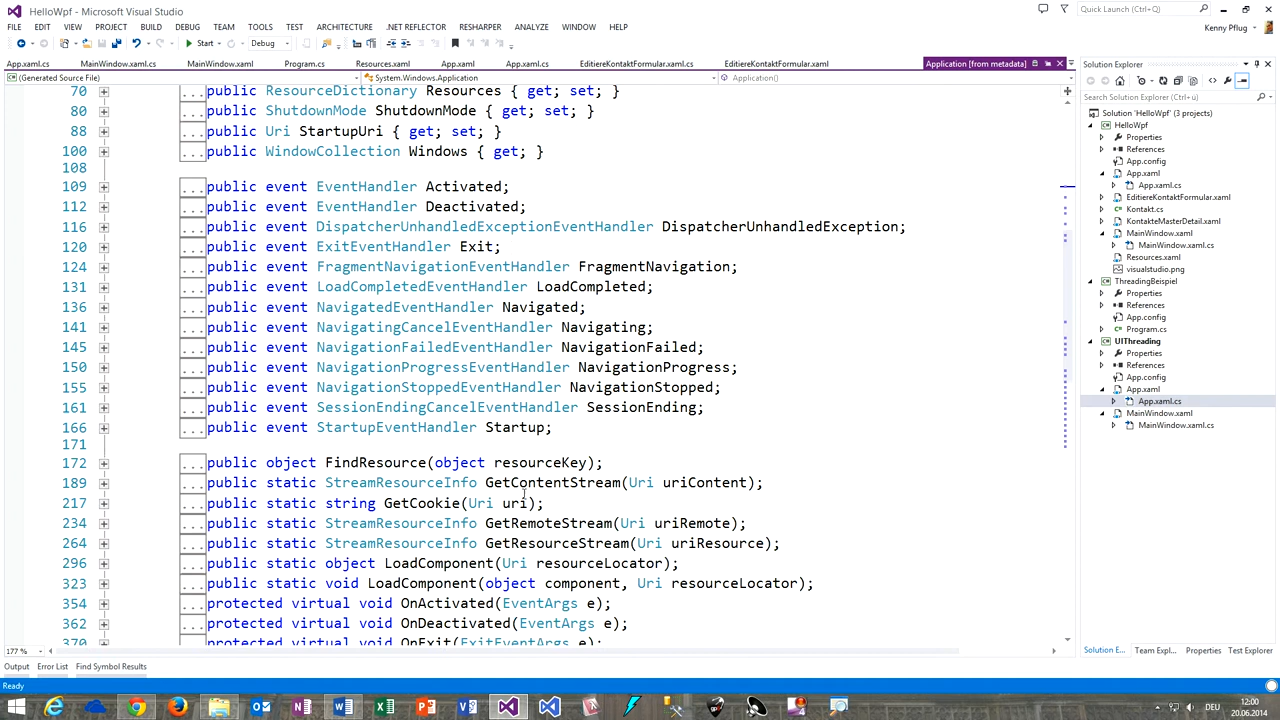 HelloWpf - Microsoft Visual Studio
Quick Launch (Ctrl+Q)
FILE EDIT VIEW PROJECT BUILD DEBUG TEAM TOOLS TEST ARCHITECTURE .NET REFLECTOR RESHARPER ANALYZE WINDOW HELP
Kenny Pflug
Start Debug
App.xaml.cs MainWindow.xaml.cs MainWindow.xaml Program.cs Resources.xaml App.xaml App.xaml.cs EditiereKontaktFormular.xaml.cs EditiereKontaktFormular.xaml Application [from metadata]
(Generated Source File) System.Windows.Application Application()
70 ... public ResourceDictionary Resources { get; set; }
80 ... public ShutdownMode ShutdownMode { get; set; }
88 ... public Uri StartupUri { get; set; }
100 ... public WindowCollection Windows { get; }
108
109 ... public event EventHandler Activated;
112 ... public event EventHandler Deactivated;
116 ... public event DispatcherUnhandledExceptionEventHandler DispatcherUnhandledException;
120 ... public event ExitEventHandler Exit;
124 ... public event FragmentNavigationEventHandler FragmentNavigation;
131 ... public event LoadCompletedEventHandler LoadCompleted;
136 ... public event NavigatedEventHandler Navigated;
141 ... public event NavigatingCancelEventHandler Navigating;
145 ... public event NavigationFailedEventHandler NavigationFailed;
150 ... public event NavigationProgressEventHandler NavigationProgress;
155 ... public event NavigationStoppedEventHandler NavigationStopped;
161 ... public event SessionEndingCancelEventHandler SessionEnding;
166 ... public event StartupEventHandler Startup;
171
172 ... public object FindResource(object resourceKey);
189 ... public static StreamResourceInfo GetContentStream(Uri uriContent);
217 ... public static string GetCookie(Uri uri);
234 ... public static StreamResourceInfo GetRemoteStream(Uri uriRemote);
264 ... public static StreamResourceInfo GetResourceStream(Uri uriResource);
296 ... public static object LoadComponent(Uri resourceLocator);
323 ... public static void LoadComponent(object component, Uri resourceLocator);
354 ... protected virtual void OnActivated(EventArgs e);
362 ... protected virtual void OnDeactivated(EventArgs e);
370 ... protected virtual void OnExit(ExitEventArgs e);
177 %
Solution Explorer
Search Solution Explorer (Ctrl+ü)
Solution 'HelloWpf' (3 projects)
HelloWpf
Properties
References
App.config
App.xaml
App.xaml.cs
EditiereKontaktFormular.xaml
Kontakt.cs
KontakteMasterDetail.xaml
MainWindow.xaml
MainWindow.xaml.cs
Resources.xaml
visualstudio.png
ThreadingBeispiel
Properties
References
App.config
Program.cs
UIThreading
Properties
References
App.config
App.xaml
App.xaml.cs
MainWindow.xaml
MainWindow.xaml.cs
Solution E... Team Expl... Properties Test Explorer
Output Error List Find Symbol Results
Ready
DEU
12:00
20.06.2014